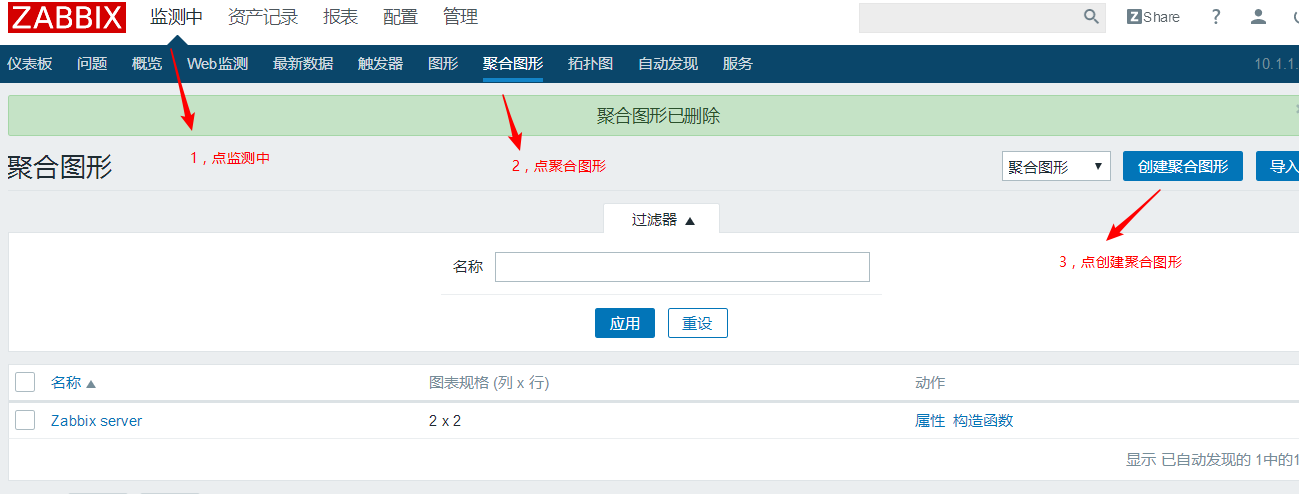 ZABBIX 监测中 资产记录 报表 配置 管理 Z Share ?
仪表板 问题 概览 Web监测 最新数据 触发器 图形 聚合图形 拓扑图 自动发现 服务 10.1.1.
聚合图形已删除
1，点监测中
2，点聚合图形
聚合图形 聚合图形 创建聚合图形 导入
过滤器
3，点创建聚合图形
名称
应用 重设
名称 图表规格 (列 x 行) 动作
Zabbix server 2 x 2 属性 构造函数
显示 已自动发现的 1中的1